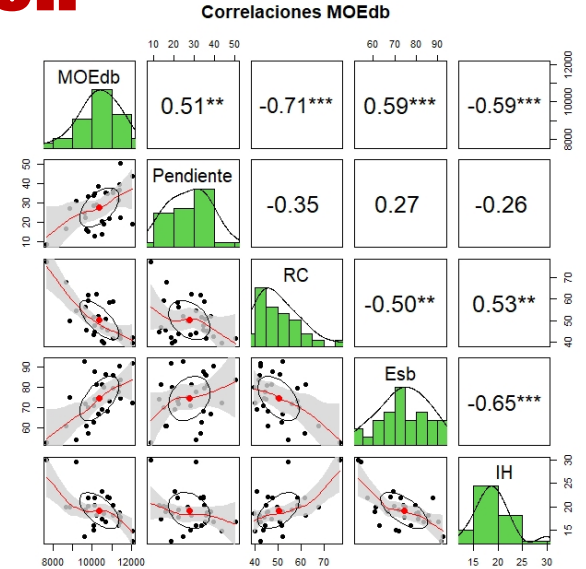 Correlaciones MOEdb
10 20 30 40 50
60 70 80 90
MOEdb
0.51**
-0.71***
0.59***
-0.59***
8000 10000 12000
10 20 30 40 50
Pendiente
-0.35
0.27
-0.26
RC
-0.50**
0.53**
40 50 60 70
60 70 80 90
Esb
-0.65***
IH
15 20 25 30
8000 10000 12000
40 50 60 70
15 20 25 30